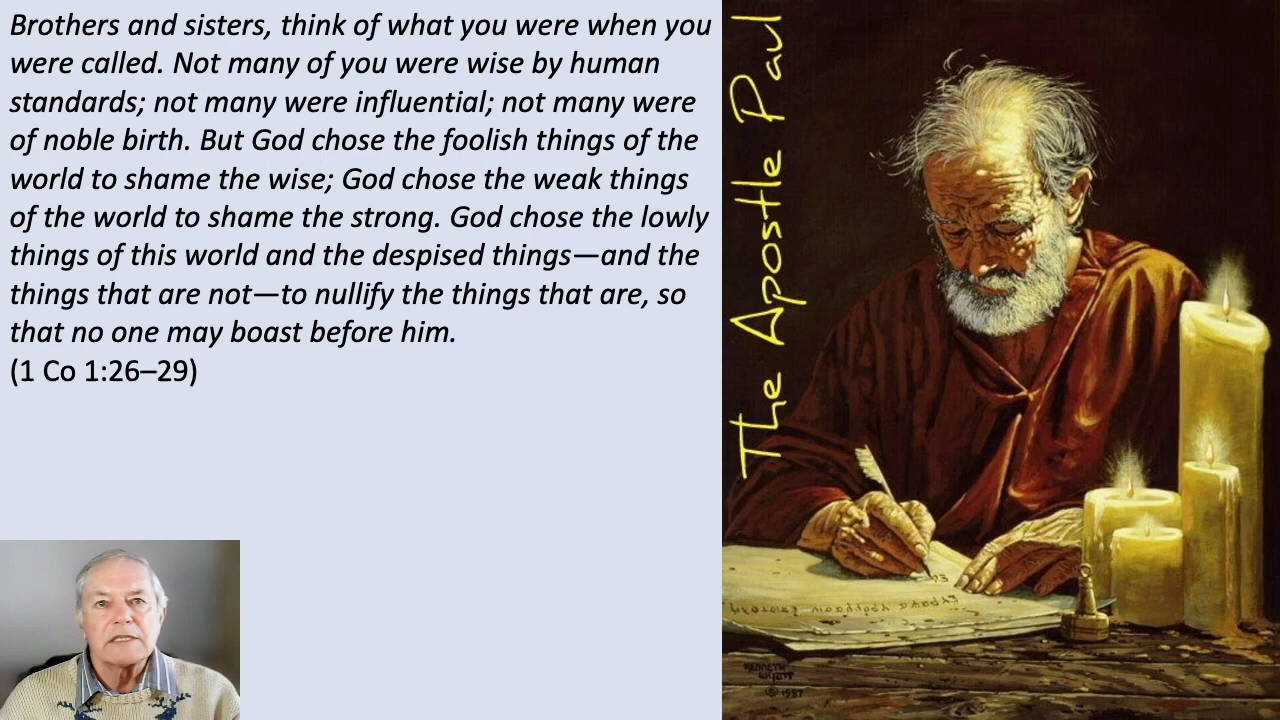 Brothers and sisters, think of what you were when you
were called. Not many of you were wise by human
standards; not many were influential; not many were
of noble birth. But God chose the foolish things of the
world to shame the wise; God chose the weak things
of the world to shame the strong. God chose the lowly
things of this world and the despised things—and the
things that are not—to nullify the things that are, so
that no one may boast before him.
(1 Co 1:26–29)
The Apostle Paul
KENNETH
WYATT
© 1987